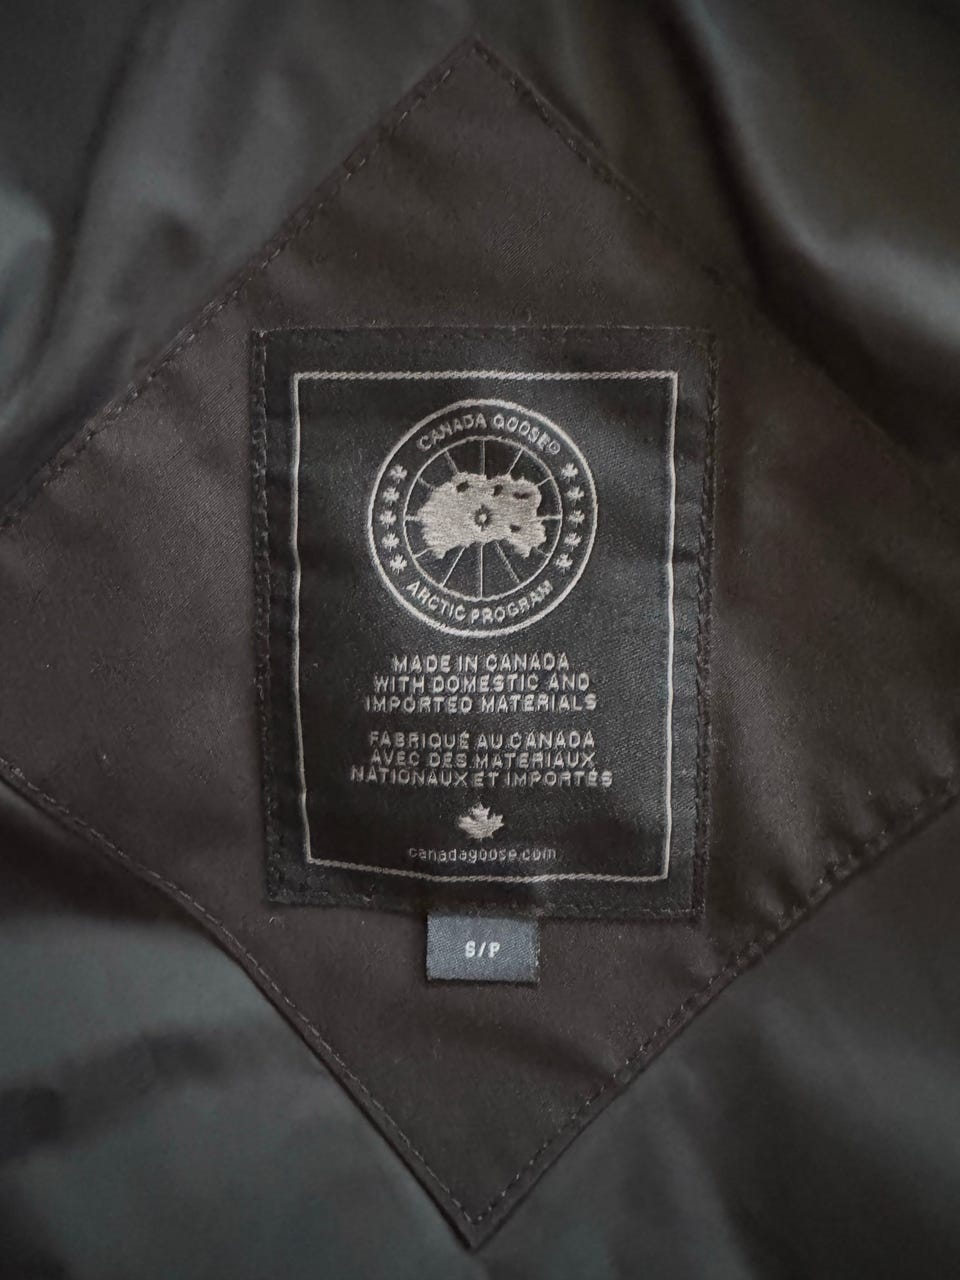 CANADA GOOSE®
ARCTIC PROGRAM
MADE IN CANADA
WITH DOMESTIC AND
IMPORTED MATERIALS
FABRIQUÉ AU CANADA
AVEC DES MATERIAUX
NATIONAUX ET IMPORTÉS
canadagoose.com
S/P